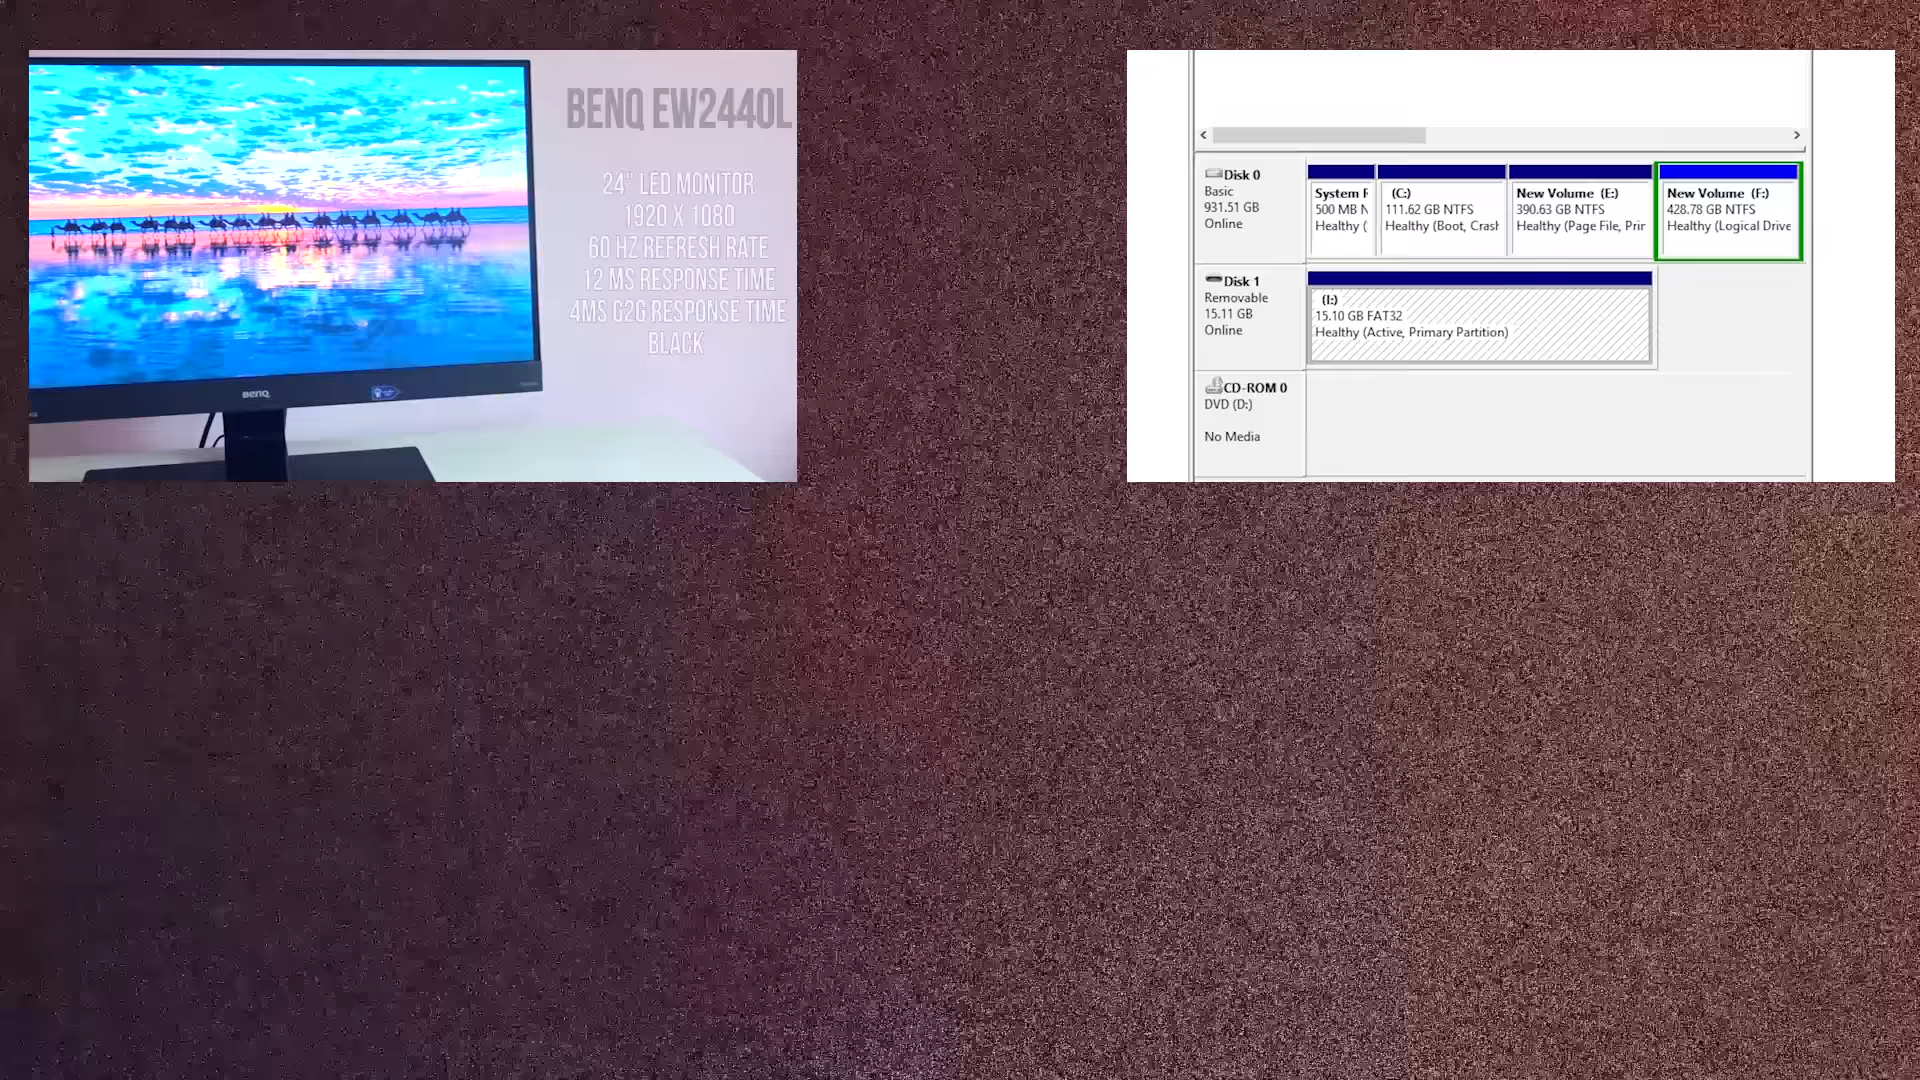 BENQ EW2440L
24" LED MONITOR
1920 X 1080
60 HZ REFRESH RATE
12 MS RESPONSE TIME
4MS G2G RESPONSE TIME
BLACK
BenQ
Disk 0
Basic
931.51 GB
Online
System R
500 MB N
Healthy (
(C:)
111.62 GB NTFS
Healthy (Boot, Crash
New Volume (E:)
390.63 GB NTFS
Healthy (Page File, Prir
New Volume (F:)
428.78 GB NTFS
Healthy (Logical Drive
Disk 1
Removable
15.11 GB
Online
(I:)
15.10 GB FAT32
Healthy (Active, Primary Partition)
CD-ROM 0
DVD (D:)
No Media